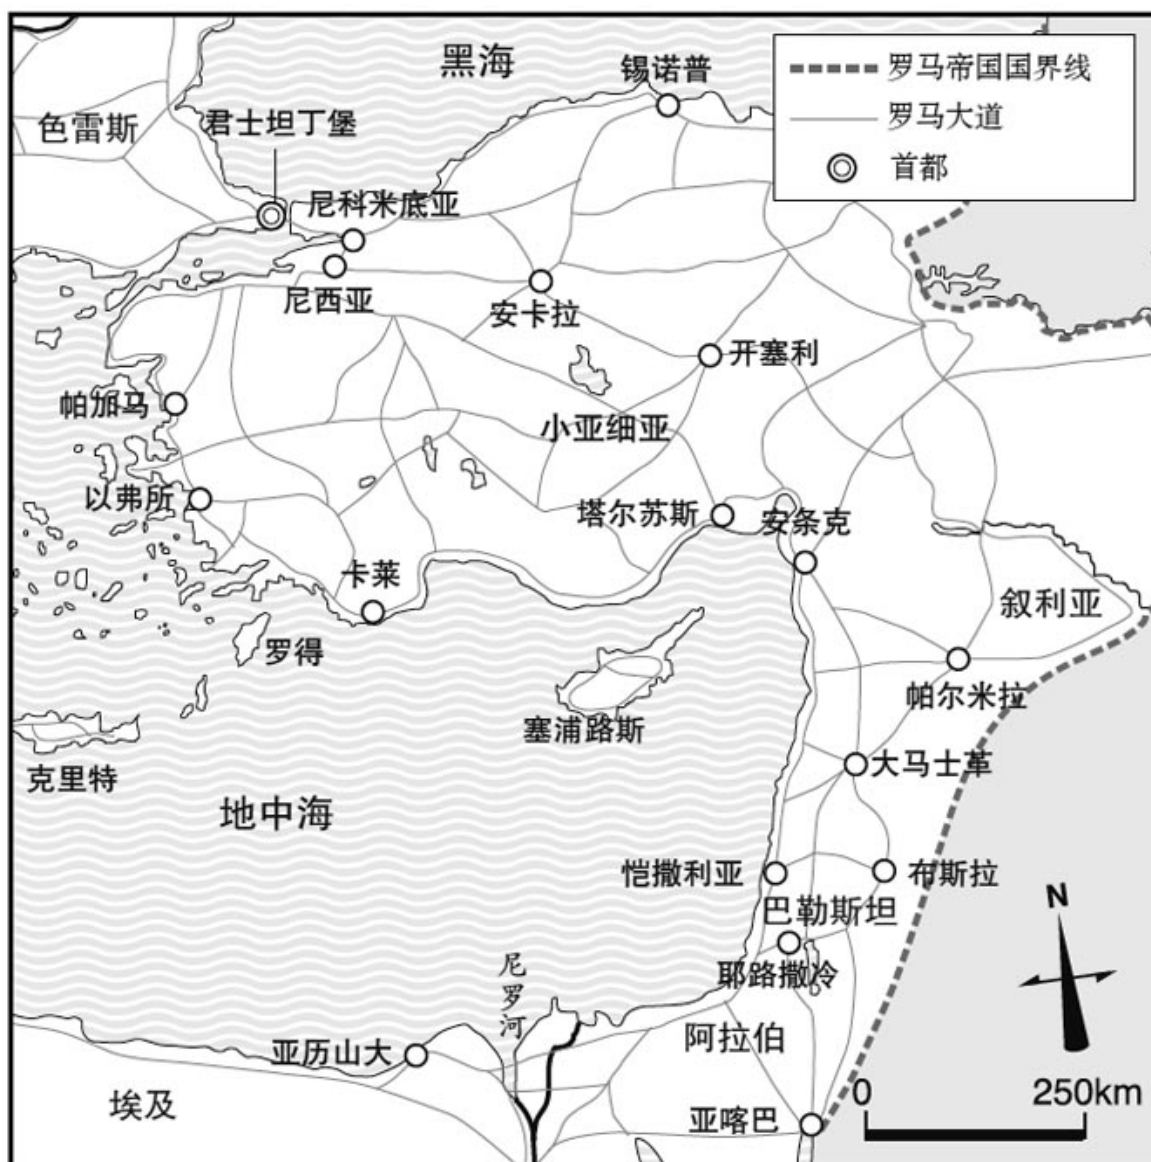 黑海
锡诺普
罗马帝国国界线
罗马大道
首都
色雷斯
君士坦丁堡
尼科米底亚
尼西亚
安卡拉
开塞利
帕加马
小亚细亚
以弗所
塔尔苏斯
安条克
卡莱
叙利亚
罗得
帕尔米拉
塞浦路斯
克里特
大马士革
地中海
恺撒利亚
布斯拉
巴勒斯坦
N
耶路撒冷
尼罗河
阿拉伯
亚历山大
埃及
亚喀巴
0
250km